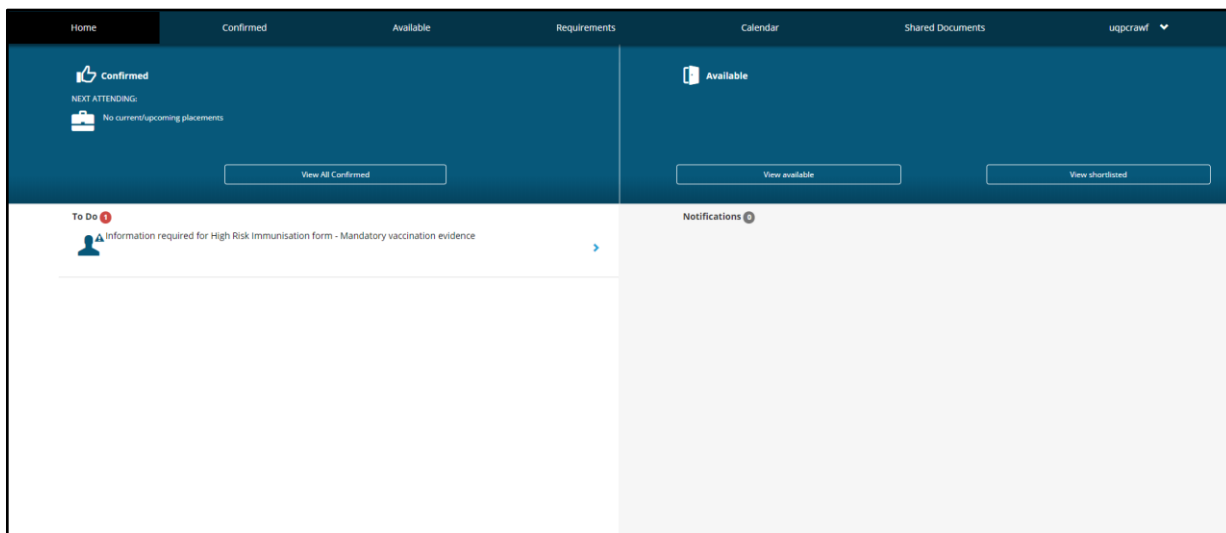 Home Confirmed Available Requirements Calendar Shared Documents uqpcrawf
Confirmed
NEXT ATTENDING:
No current/upcoming placements
View All Confirmed
Available
View available View shortlisted
To Do 1
Information required for High Risk Immunisation form - Mandatory vaccination evidence
Notifications 0